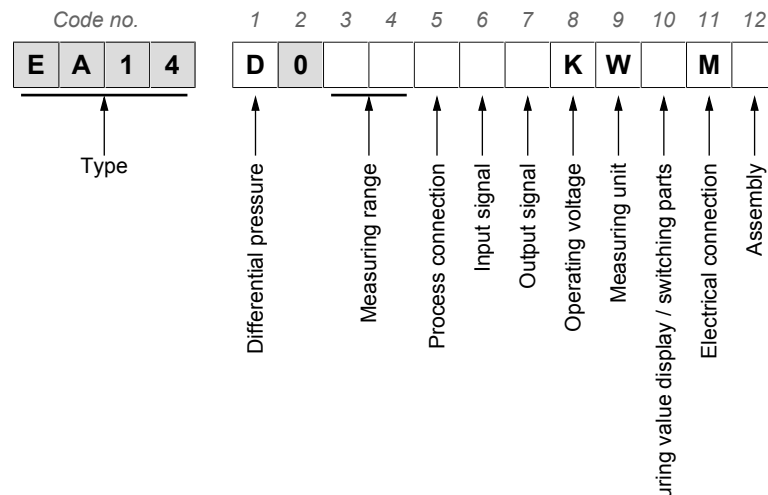 Code no. 1 2 3 4 5 6 7 8 9 10 11 12
E A 1 4 D 0 K W M
Type
Differential pressure
Measuring range
Process connection
Input signal
Output signal
Operating voltage
Measuring unit
uring value display / switching parts
Electrical connection
Assembly